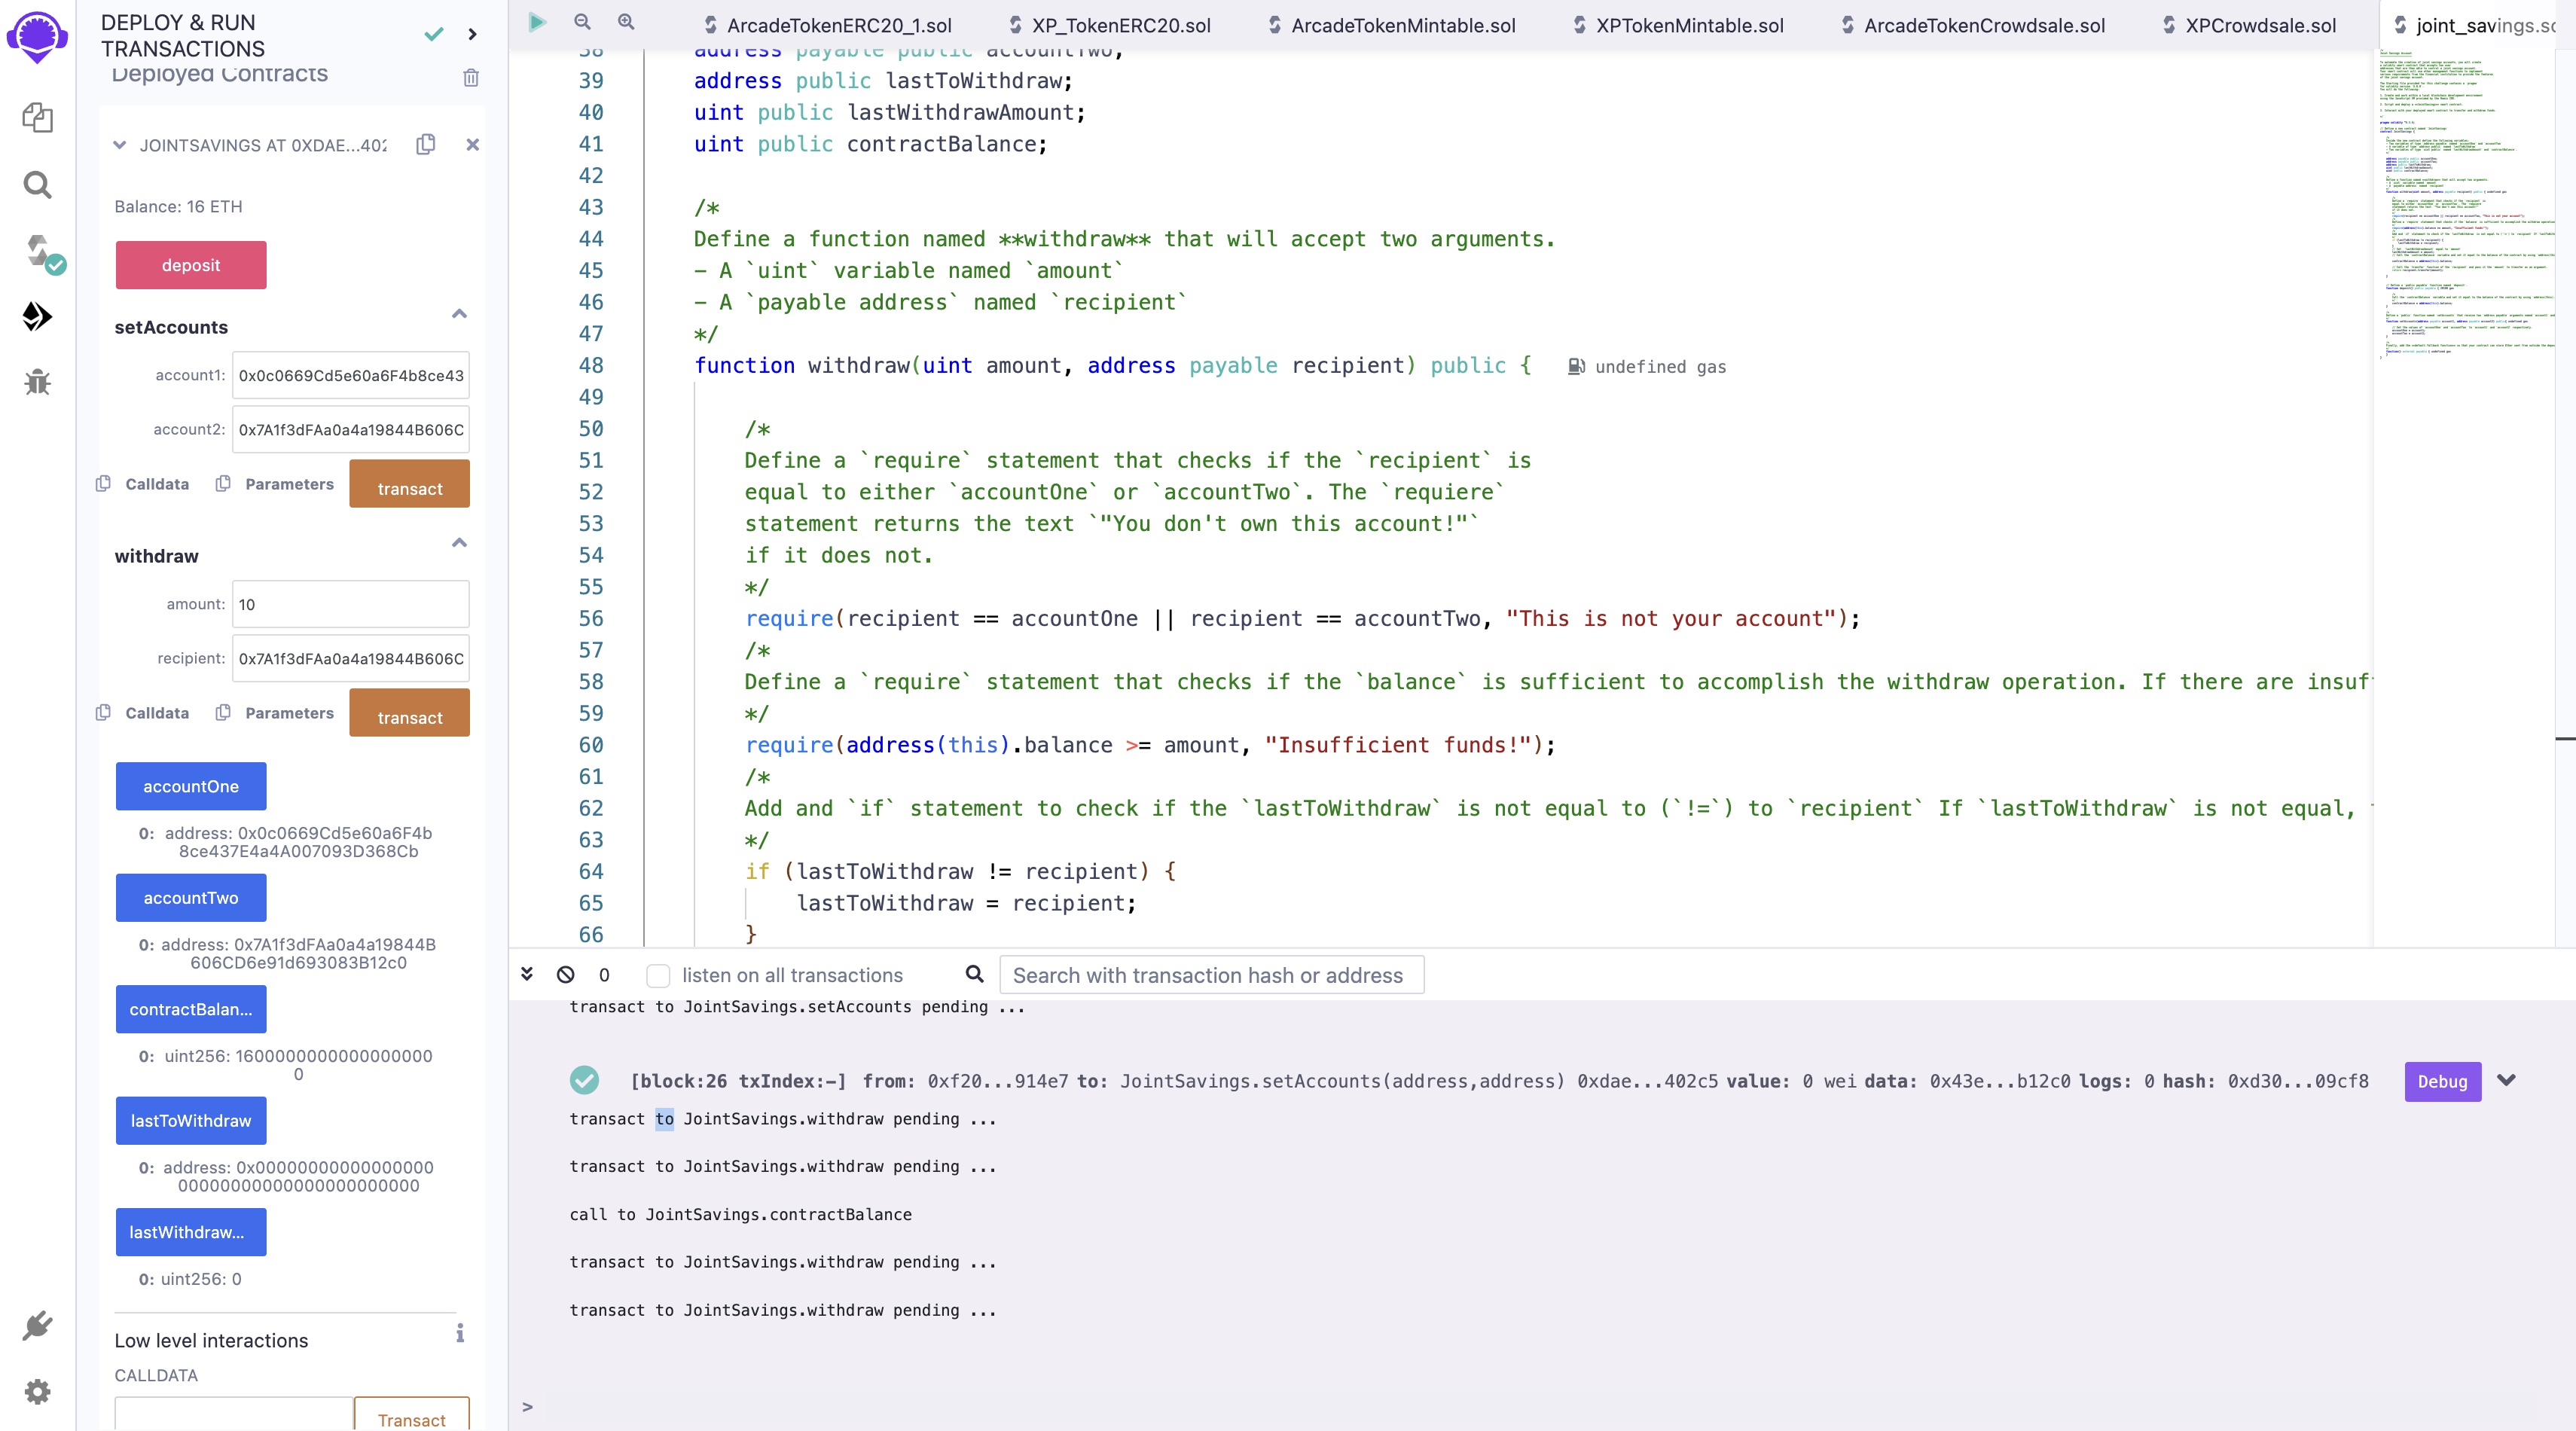 DEPLOY & RUN
TRANSACTIONS
Deployed Contracts
JOINTSAVINGS AT 0XDAE...402
Balance: 16 ETH
deposit
setAccounts
account1: 0x0c0669Cd5e60a6F4b8ce43
account2: 0x7A1f3dFAa0a4a19844B606C
Calldata Parameters transact
withdraw
amount: 10
recipient: 0x7A1f3dFAa0a4a19844B606C
Calldata Parameters transact
accountOne
0: address: 0x0c0669Cd5e60a6F4b
8ce437E4a4A007093D368Cb
accountTwo
0: address: 0x7A1f3dFAa0a4a19844B
606CD6e91d693083B12c0
contractBalan...
0: uint256: 1600000000000000000
0
lastToWithdraw
0: address: 0x00000000000000000
00000000000000000000000
lastWithdraw...
0: uint256: 0
Low level interactions
CALLDATA
Transact
ArcadeTokenERC20_1.sol XP_TokenERC20.sol ArcadeTokenMintable.sol XPTokenMintable.sol ArcadeTokenCrowdsale.sol XPCrowdsale.sol joint_savings.so
38 address payable public accountTwo;
39 address public lastToWithdraw;
40 uint public lastWithdrawAmount;
41 uint public contractBalance;
42
43 /*
44 Define a function named **withdraw** that will accept two arguments.
45 - A `uint` variable named `amount`
46 - A `payable address` named `recipient`
47 */
48 function withdraw(uint amount, address payable recipient) public { undefined gas
49
50 /*
51 Define a `require` statement that checks if the `recipient` is
52 equal to either `accountOne` or `accountTwo`. The `requiere`
53 statement returns the text `"You don't own this account!"`
54 if it does not.
55 */
56 require(recipient == accountOne || recipient == accountTwo, "This is not your account");
57 /*
58 Define a `require` statement that checks if the `balance` is sufficient to accomplish the withdraw operation. If there are insuf
59 */
60 require(address(this).balance >= amount, "Insufficient funds!");
61 /*
62 Add and `if` statement to check if the `lastToWithdraw` is not equal to (`!=`) to `recipient` If `lastToWithdraw` is not equal,
63 */
64 if (lastToWithdraw != recipient) {
65 lastToWithdraw = recipient;
66 }
0 listen on all transactions Search with transaction hash or address
transact to JointSavings.setAccounts pending ...
[block:26 txIndex:-] from: 0xf20...914e7 to: JointSavings.setAccounts(address,address) 0xdae...402c5 value: 0 wei data: 0x43e...b12c0 logs: 0 hash: 0xd30...09cf8 Debug
transact to JointSavings.withdraw pending ...
transact to JointSavings.withdraw pending ...
call to JointSavings.contractBalance
transact to JointSavings.withdraw pending ...
transact to JointSavings.withdraw pending ...
>